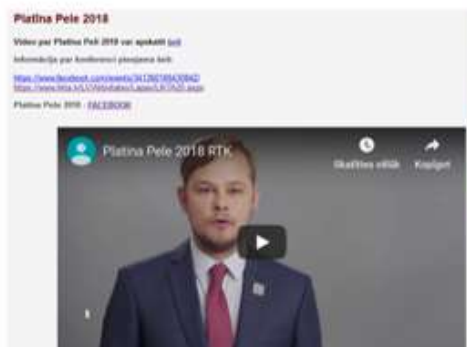 Platina Pele 2018
Video par Platina Peli 2018 var apskatīt šeit
Informācija par konferenci pieejama šeit:
Platina Pele 2018 - FACEBOOK
Platina Pele 2018 RTK
Skatīties vēlāk
Kopīgot